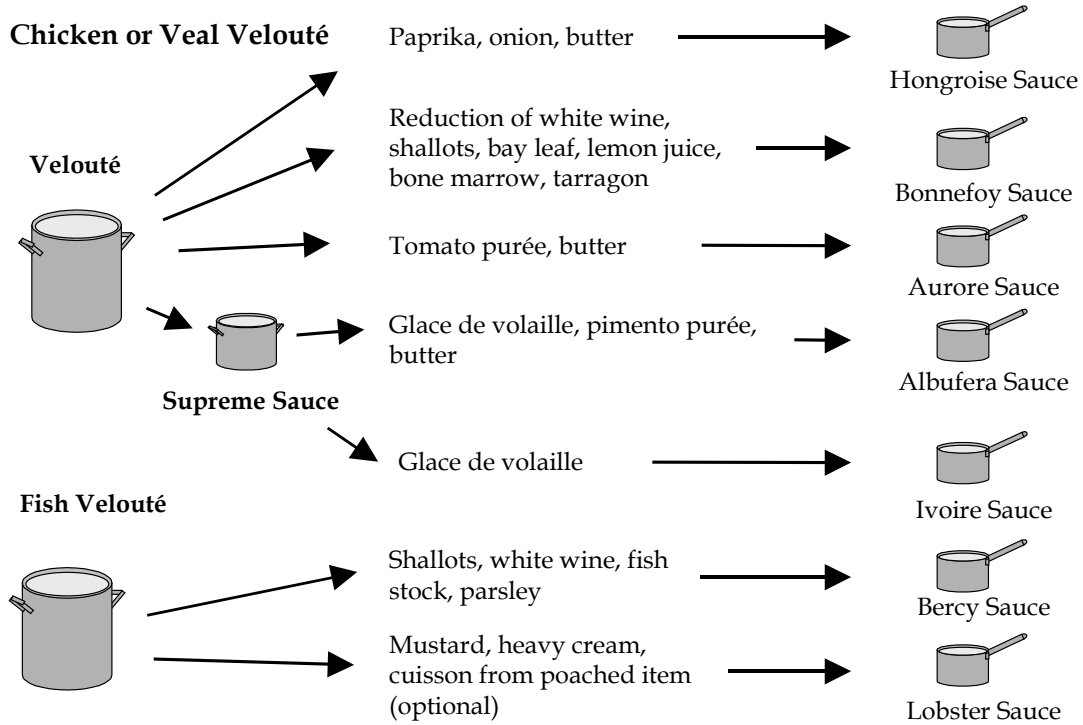 Chicken or Veal Velouté
Paprika, onion, butter
Hongroise Sauce
Velouté
Reduction of white wine,
shallots, bay leaf, lemon juice,
bone marrow, tarragon
Bonnefoy Sauce
Tomato purée, butter
Aurore Sauce
Supreme Sauce
Glace de volaille, pimento purée,
butter
Albufera Sauce
Glace de volaille
Ivoire Sauce
Fish Velouté
Shallots, white wine, fish
stock, parsley
Bercy Sauce
Mustard, heavy cream,
cuisson from poached item
(optional)
Lobster Sauce